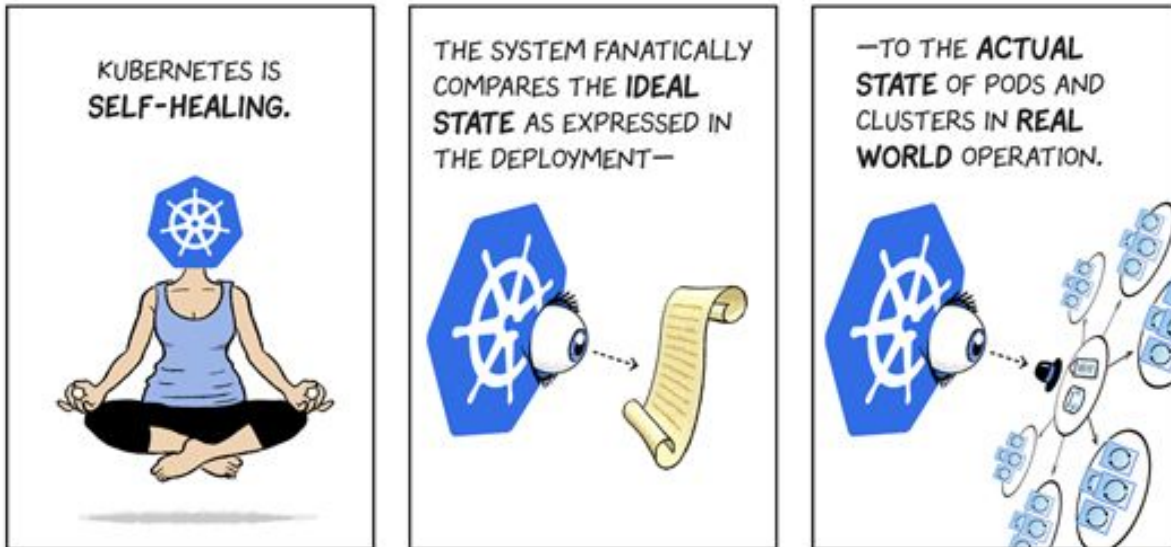 KUBERNETES IS
SELF-HEALING.
THE SYSTEM FANATICALLY
COMPARES THE IDEAL
STATE AS EXPRESSED IN
THE DEPLOYMENT—
—TO THE ACTUAL
STATE OF PODS AND
CLUSTERS IN REAL
WORLD OPERATION.